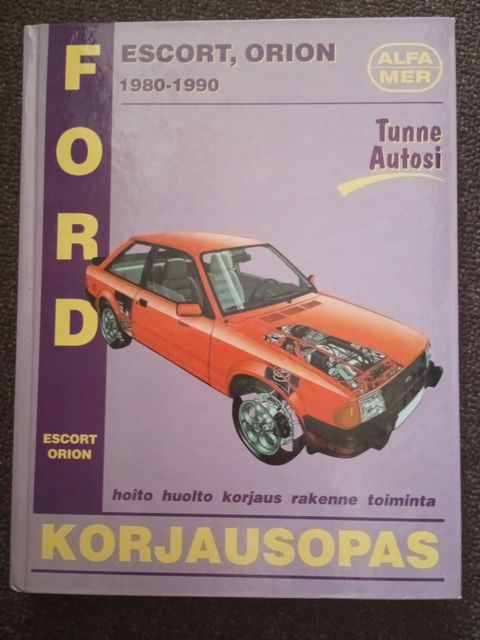 FORD
ESCORT, ORION
1980-1990
ALFA
MER
Tunne
Autosi
ESCORT
ORION
hoito huolto korjaus rakenne toiminta
KORJAUSOPAS